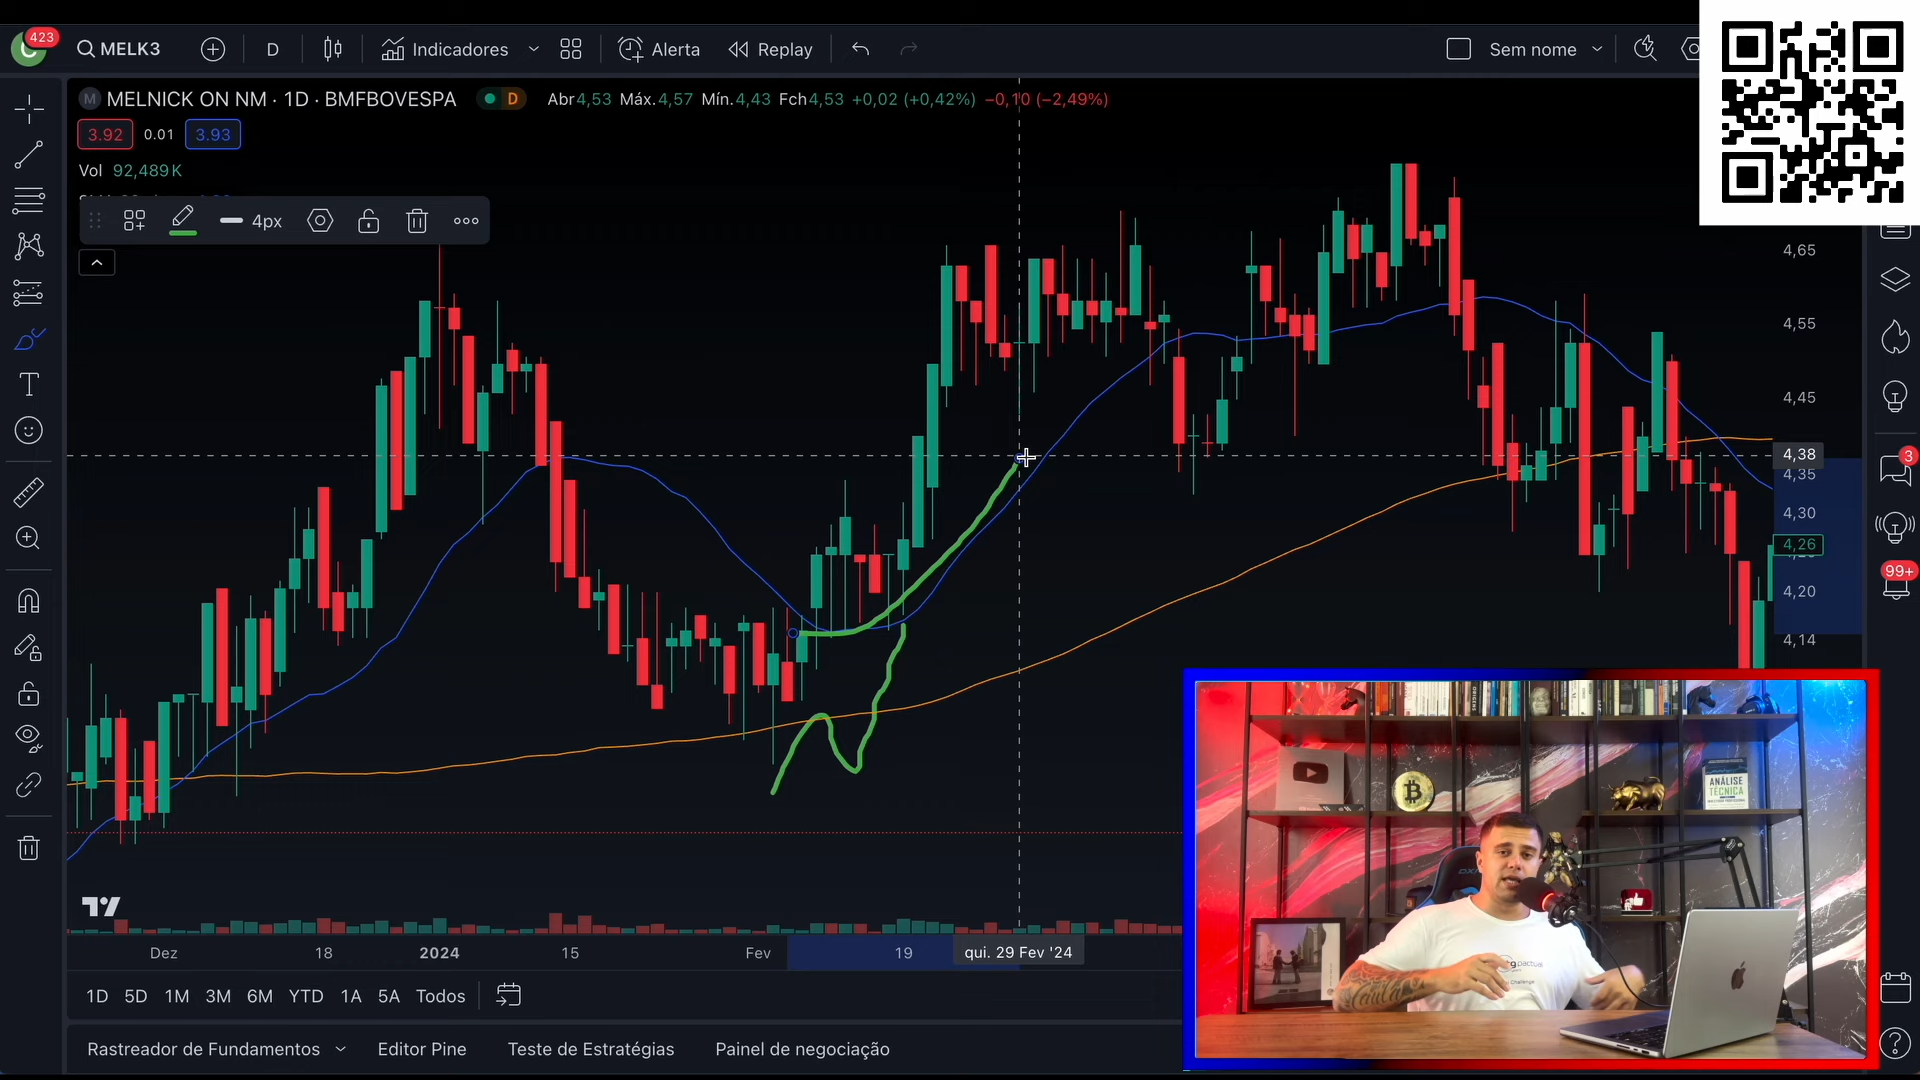 C 423
MELK3
D
Indicadores
Alerta
Replay
Sem nome
M MELNICK ON NM · 1D · BMFBOVESPA
D
Abr4,53 Máx.4,57 Mín.4,43 Fch4,53 +0,02 (+0,42%) −0,10 (−2,49%)
3.92 0.01 3.93
Vol 92,489K
4px
4,65
4,55
4,45
4,38
4,35
4,30
4,26
4,20
4,14
3
99+
Dez 18 2024 15 Fev 19 qui. 29 Fev '24
1D 5D 1M 3M 6M YTD 1A 5A Todos
Rastreador de Fundamentos
Editor Pine
Teste de Estratégias
Painel de negociação
ANÁLISE
TÉCNICA
B
pactual
Challenge